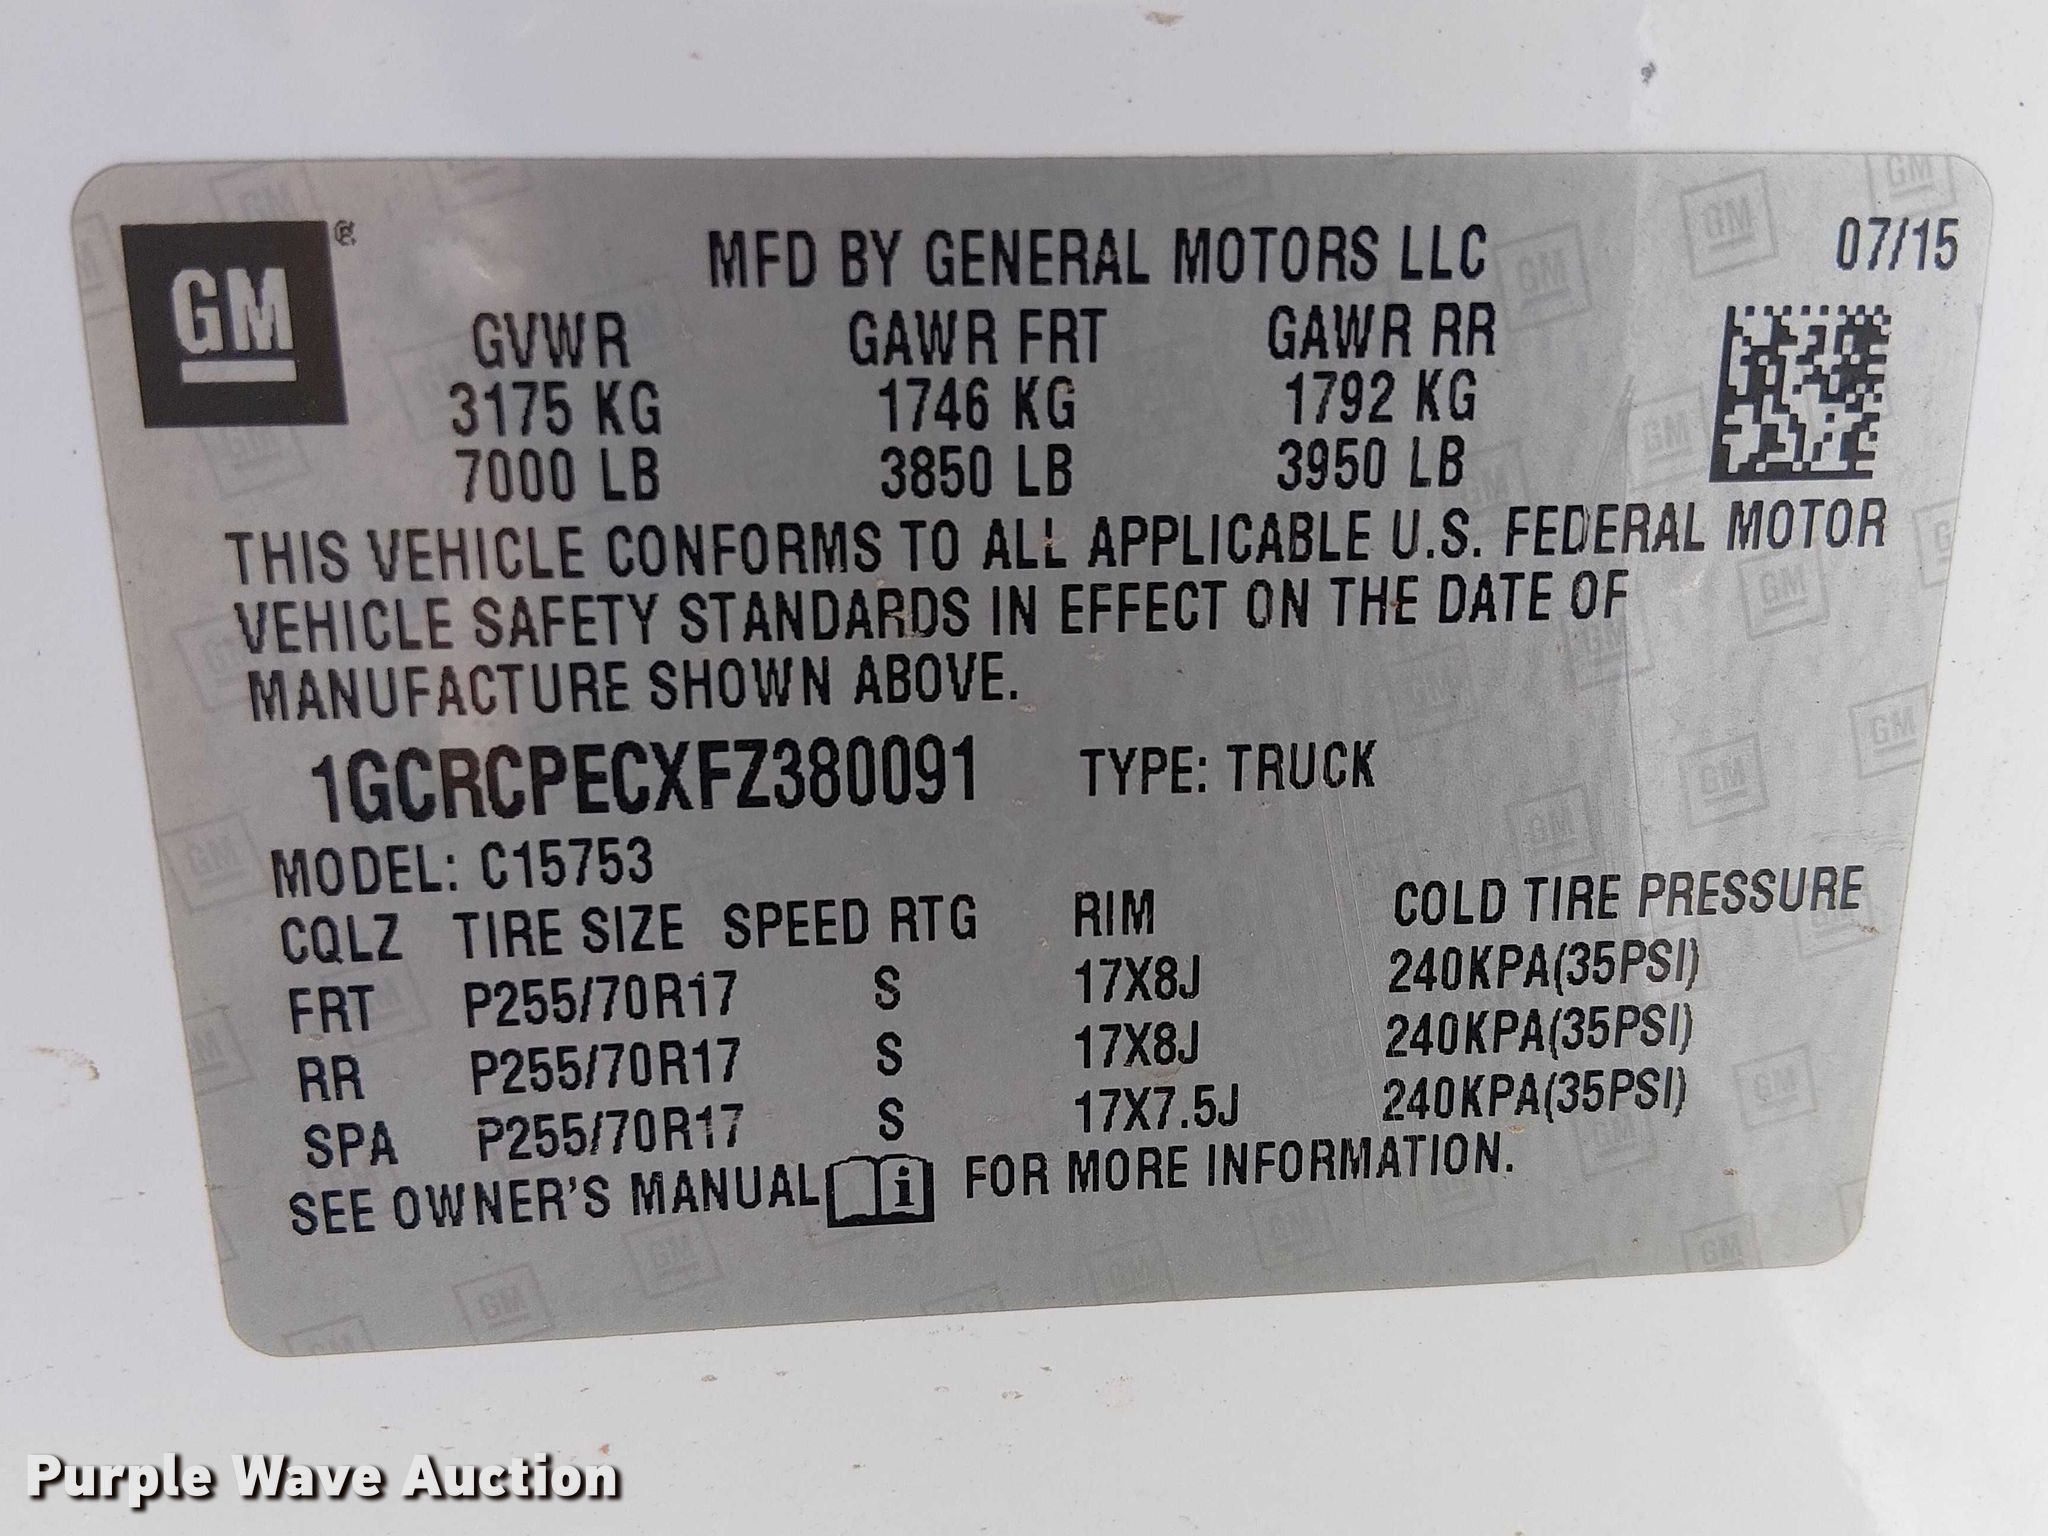 GM®
MFD BY GENERAL MOTORS LLC
07/15
GVWR GAWR FRT GAWR RR
3175 KG 1746 KG 1792 KG
7000 LB 3850 LB 3950 LB
THIS VEHICLE CONFORMS TO ALL APPLICABLE U.S. FEDERAL MOTOR
VEHICLE SAFETY STANDARDS IN EFFECT ON THE DATE OF
MANUFACTURE SHOWN ABOVE.
1GCRCPECXFZ380091 TYPE: TRUCK
MODEL: C15753
CQLZ TIRE SIZE SPEED RTG RIM COLD TIRE PRESSURE
FRT P255/70R17 S 17X8J 240KPA(35PSI)
RR P255/70R17 S 17X8J 240KPA(35PSI)
SPA P255/70R17 S 17X7.5J 240KPA(35PSI)
SEE OWNER'S MANUAL i FOR MORE INFORMATION.
Purple Wave Auction